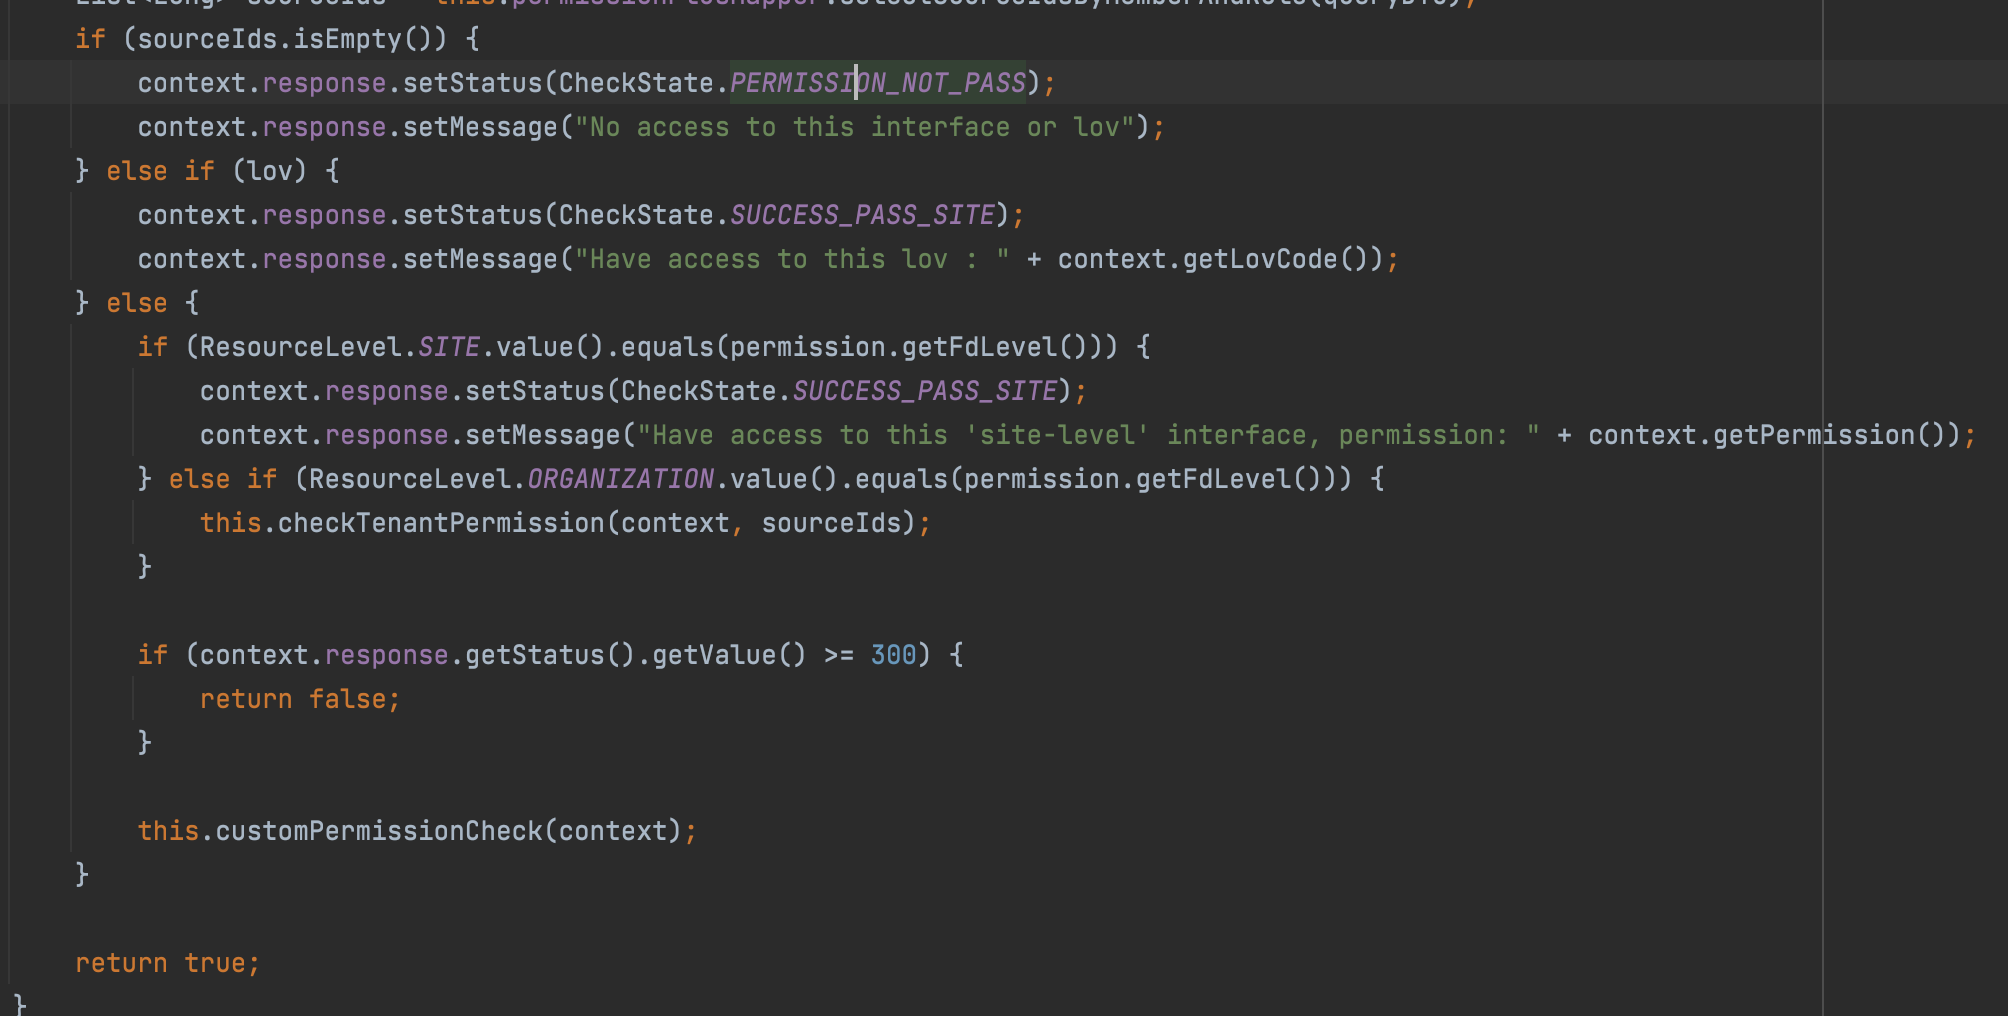 if (sourceIds.isEmpty()) {
context.response.setStatus(CheckState.PERMISSION_NOT_PASS);
context.response.setMessage("No access to this interface or lov");
} else if (lov) {
context.response.setStatus(CheckState.SUCCESS_PASS_SITE);
context.response.setMessage("Have access to this lov : " + context.getLovCode());
} else {
if (ResourceLevel.SITE.value().equals(permission.getFdLevel())) {
context.response.setStatus(CheckState.SUCCESS_PASS_SITE);
context.response.setMessage("Have access to this 'site-level' interface, permission: " + context.getPermission());
} else if (ResourceLevel.ORGANIZATION.value().equals(permission.getFdLevel())) {
this.checkTenantPermission(context, sourceIds);
}
if (context.response.getStatus().getValue() >= 300) {
return false;
}
this.customPermissionCheck(context);
}
return true;
}